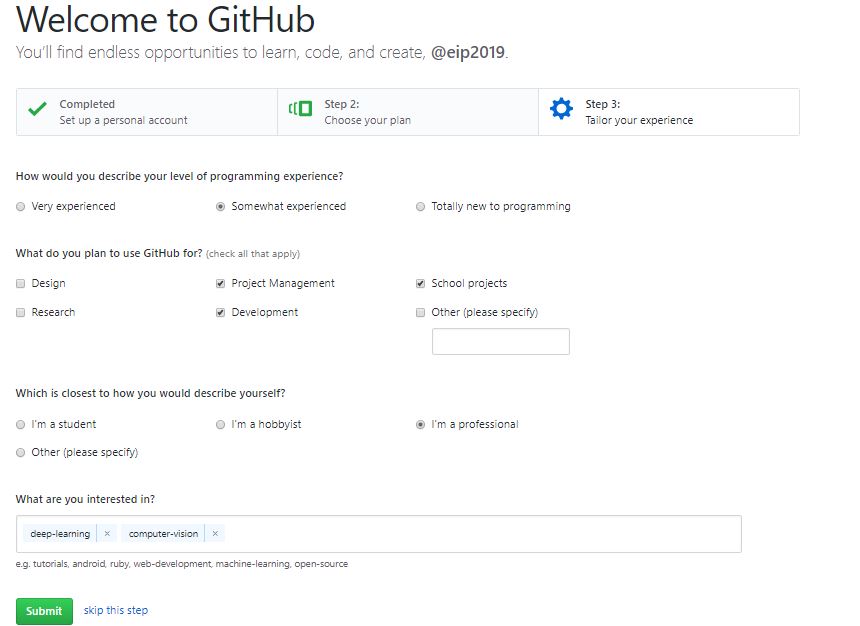 Welcome to GitHub
You'll find endless opportunities to learn, code, and create, @eip2019.
Completed
Set up a personal account
Step 2:
Choose your plan
Step 3:
Tailor your experience
How would you describe your level of programming experience?
Very experienced Somewhat experienced Totally new to programming
What do you plan to use GitHub for? (check all that apply)
Design Project Management School projects
Research Development Other (please specify)
Which is closest to how you would describe yourself?
I'm a student I'm a hobbyist I'm a professional
Other (please specify)
What are you interested in?
deep-learning × computer-vision ×
e.g. tutorials, android, ruby, web-development, machine-learning, open-source
Submit skip this step